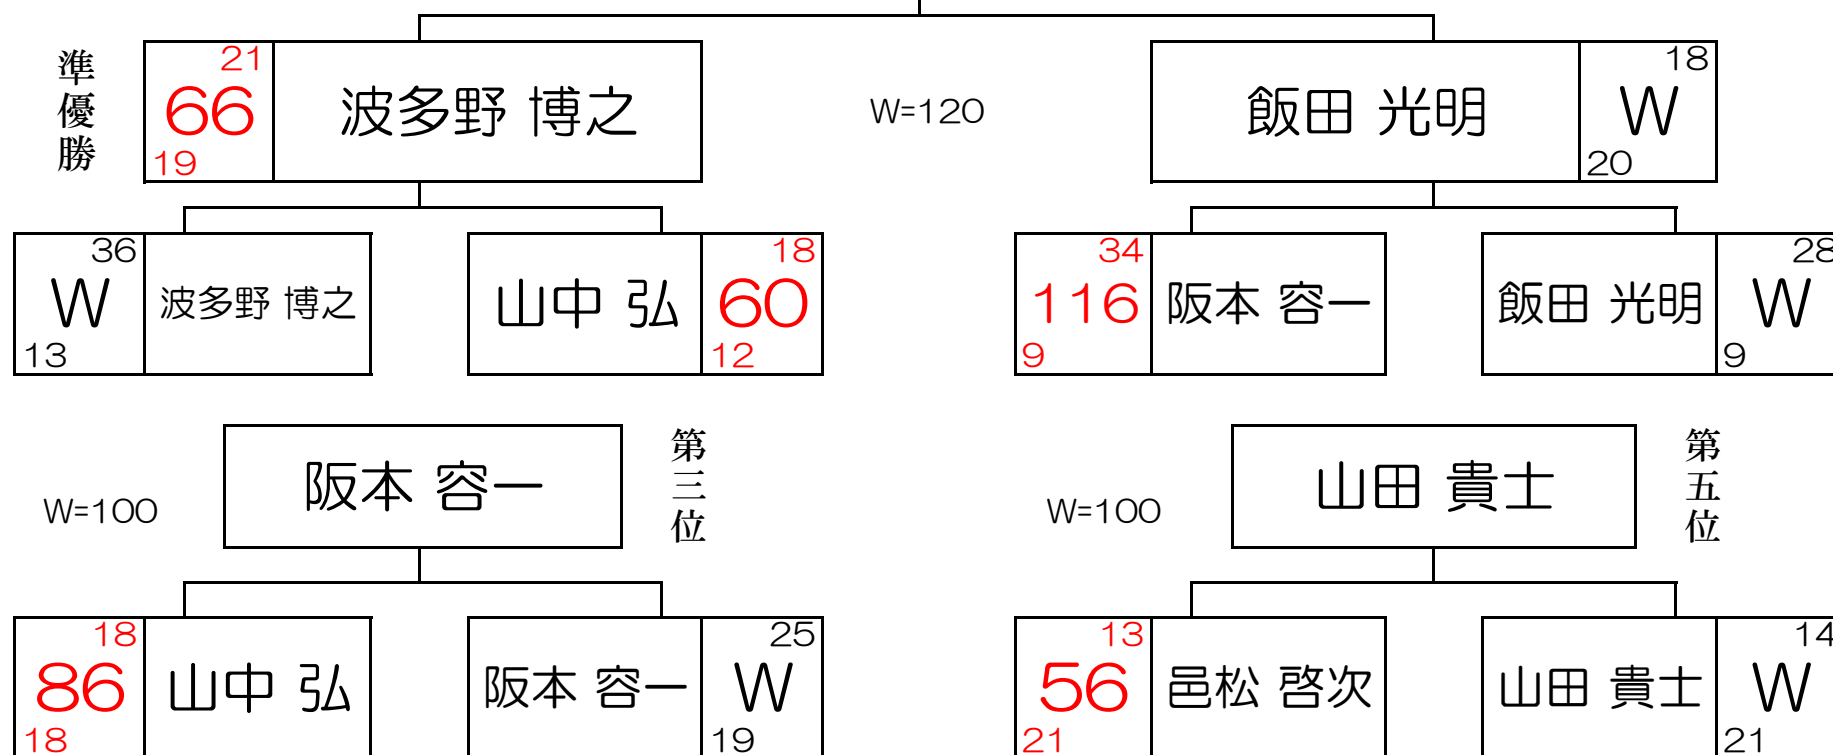 準優勝
21
66
19
波多野 博之
W=120
飯田 光明
18
W
20
36
W
13
波多野 博之
山中 弘
18
60
12
34
116
9
阪本 容一
飯田 光明
28
W
9
W=100
阪本 容一
第三位
W=100
山田 貴士
第五位
18
86
18
山中 弘
阪本 容一
25
W
19
13
56
21
邑松 啓次
山田 貴士
14
W
21